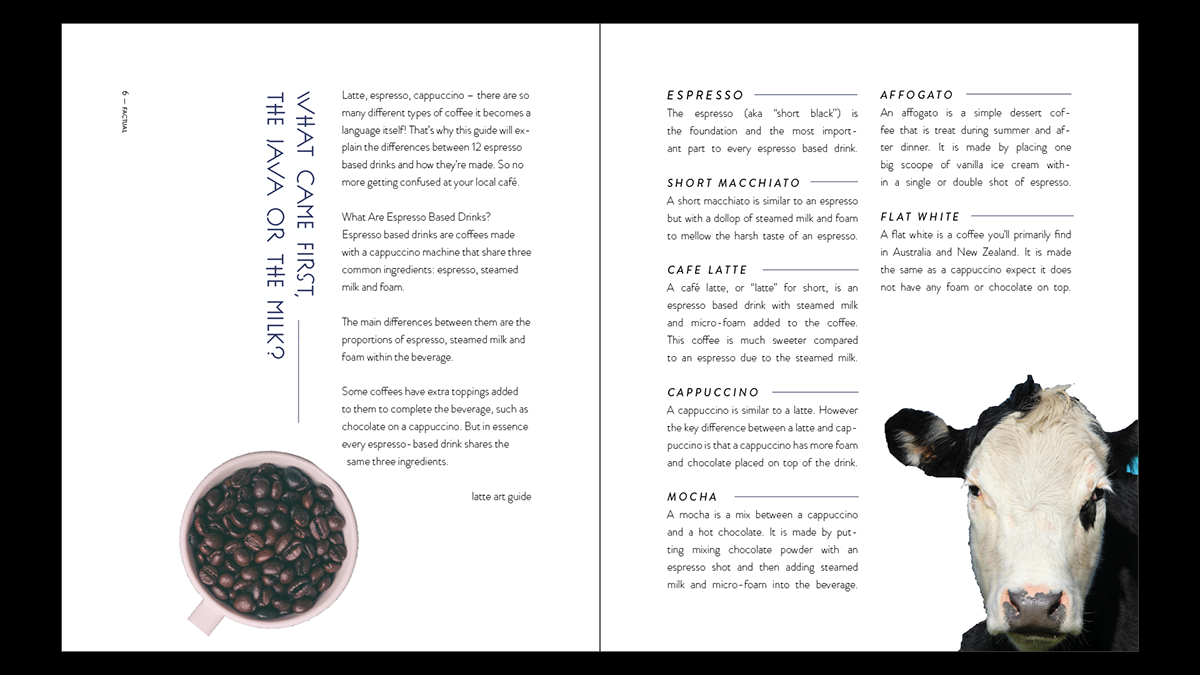 6 — FACTUAL
WHAT CAME FIRST,
THE JAVA OR THE MILK?
Latte, espresso, cappuccino – there are so
many different types of coffee it becomes a
language itself! That's why this guide will ex-
plain the differences between 12 espresso
based drinks and how they're made. So no
more getting confused at your local café.
What Are Espresso Based Drinks?
Espresso based drinks are coffees made
with a cappuccino machine that share three
common ingredients: espresso, steamed
milk and foam.
The main differences between them are the
proportions of espresso, steamed milk and
foam within the beverage.
Some coffees have extra toppings added
to them to complete the beverage, such as
chocolate on a cappuccino. But in essence
every espresso-based drink shares the
same three ingredients.
latte art guide
ESPRESSO
The espresso (aka “short black”) is
the foundation and the most import-
ant part to every espresso based drink.
SHORT MACCHIATO
A short macchiato is similar to an espresso
but with a dollop of steamed milk and foam
to mellow the harsh taste of an espresso.
CAFE LATTE
A café latte, or “latte” for short, is an
espresso based drink with steamed milk
and micro-foam added to the coffee.
This coffee is much sweeter compared
to an espresso due to the steamed milk.
CAPPUCCINO
A cappuccino is similar to a latte. However
the key difference between a latte and cap-
puccino is that a cappuccino has more foam
and chocolate placed on top of the drink.
MOCHA
A mocha is a mix between a cappuccino
and a hot chocolate. It is made by put-
ting mixing chocolate powder with an
espresso shot and then adding steamed
milk and micro-foam into the beverage.
AFFOGATO
An affogato is a simple dessert cof-
fee that is treat during summer and af-
ter dinner. It is made by placing one
big scoope of vanilla ice cream with-
in a single or double shot of espresso.
FLAT WHITE
A flat white is a coffee you'll primarily find
in Australia and New Zealand. It is made
the same as a cappuccino expect it does
not have any foam or chocolate on top.